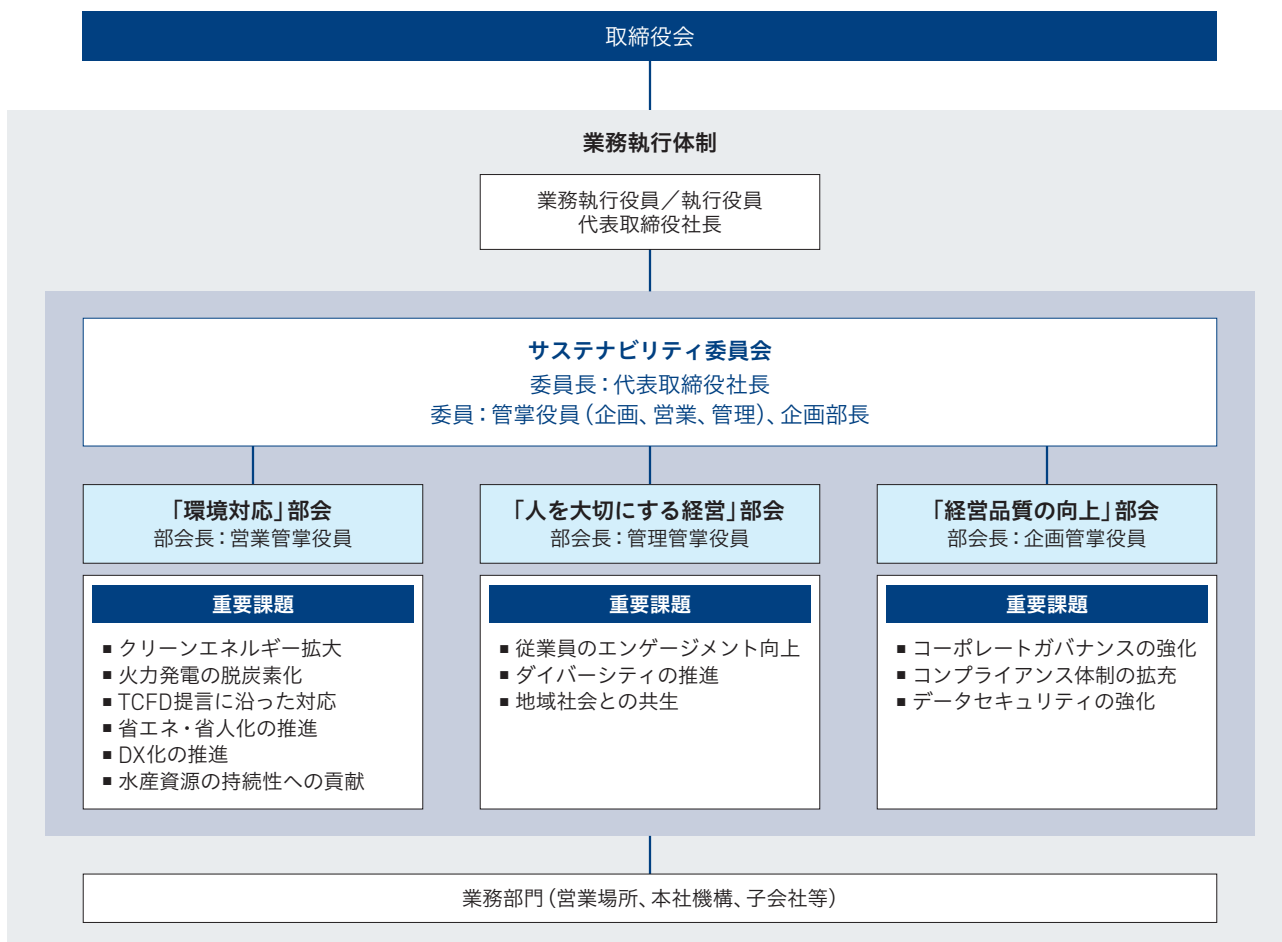 取締役会
業務執行体制
業務執行役員／執行役員
代表取締役社長
サステナビリティ委員会
委員長：代表取締役社長
委員：管掌役員（企画、営業、管理）、企画部長
「環境対応」部会
部会長：営業管掌役員
重要課題
■ クリーンエネルギー拡大
■ 火力発電の脱炭素化
■ TCFD提言に沿った対応
■ 省エネ・省人化の推進
■ DX化の推進
■ 水産資源の持続性への貢献
「人を大切にする経営」部会
部会長：管理管掌役員
重要課題
■ 従業員のエンゲージメント向上
■ ダイバーシティの推進
■ 地域社会との共生
「経営品質の向上」部会
部会長：企画管掌役員
重要課題
■ コーポレートガバナンスの強化
■ コンプライアンス体制の拡充
■ データセキュリティの強化
業務部門（営業場所、本社機構、子会社等）